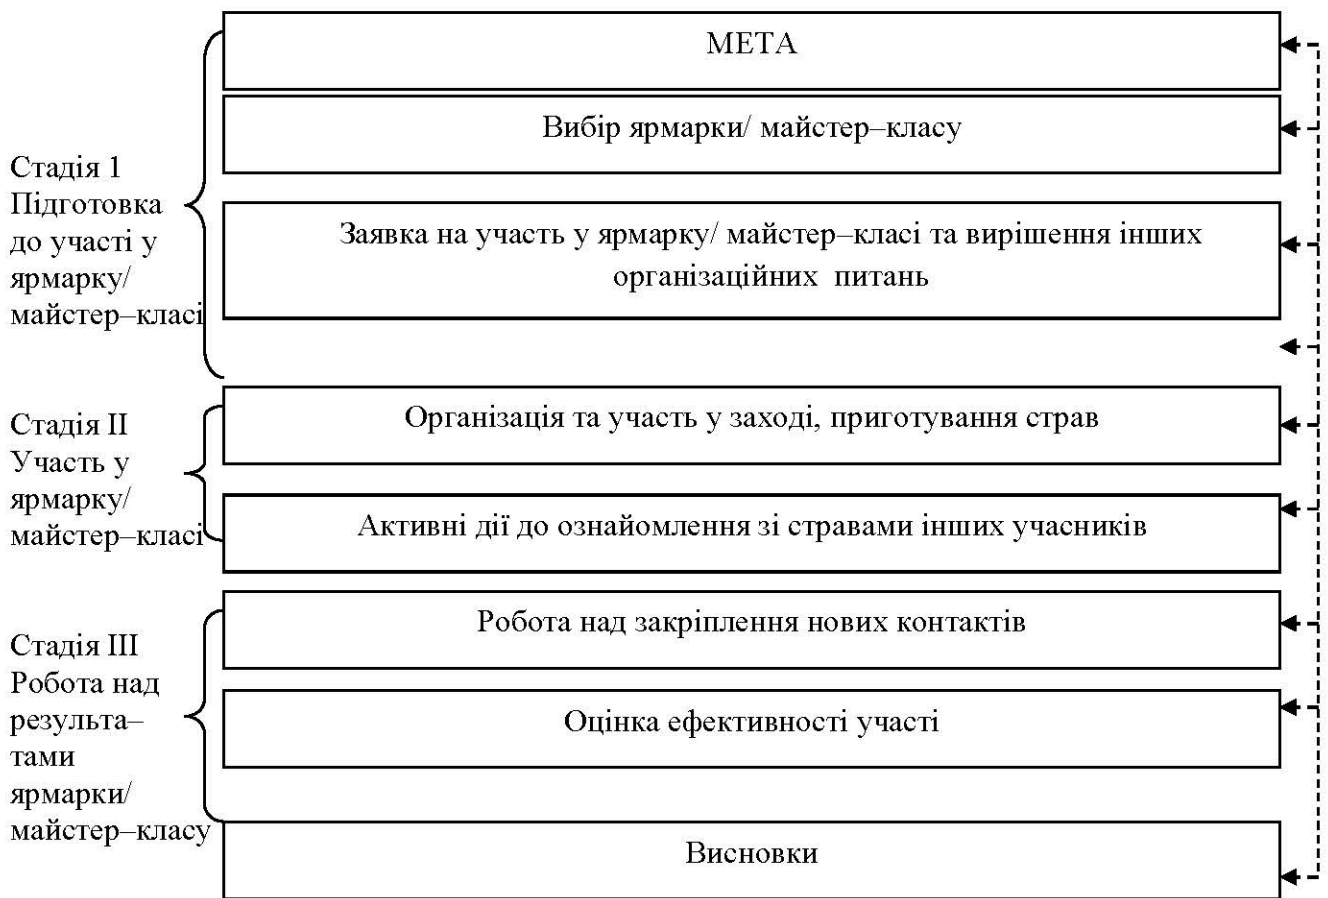 МЕТА
Вибір ярмарки/ майстер–класу
Стадія 1
Підготовка
до участі у
ярмарку/
майстер–класі
Заявка на участь у ярмарку/ майстер–класі та вирішення інших
організаційних питань
Стадія ІІ
Участь у
ярмарку/
майстер–класі
Організація та участь у заході, приготування страв
Активні дії до ознайомлення зі стравами інших учасників
Стадія ІІІ
Робота над
результа–
тами
ярмарки/
майстер–класу
Робота над закріплення нових контактів
Оцінка ефективності участі
Висновки